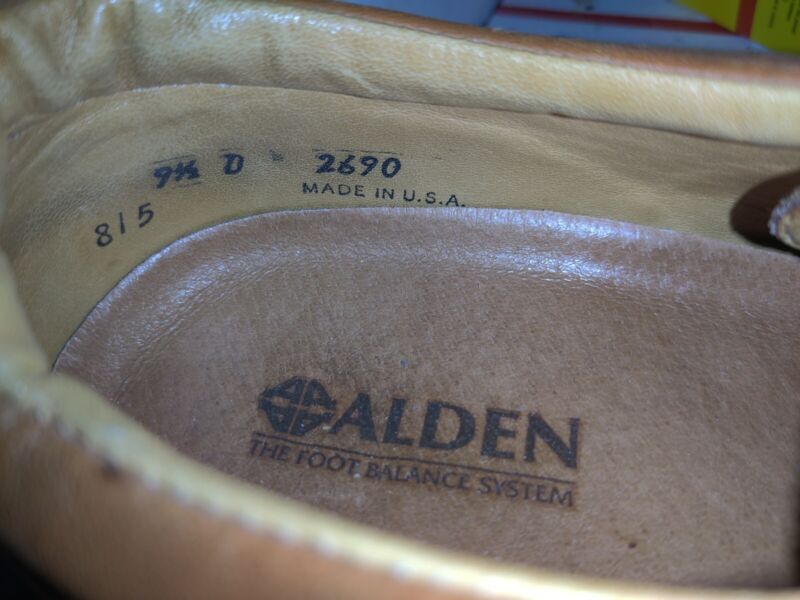 9½ D 2690
MADE IN U.S.A.
815
ALDEN
THE FOOT BALANCE SYSTEM